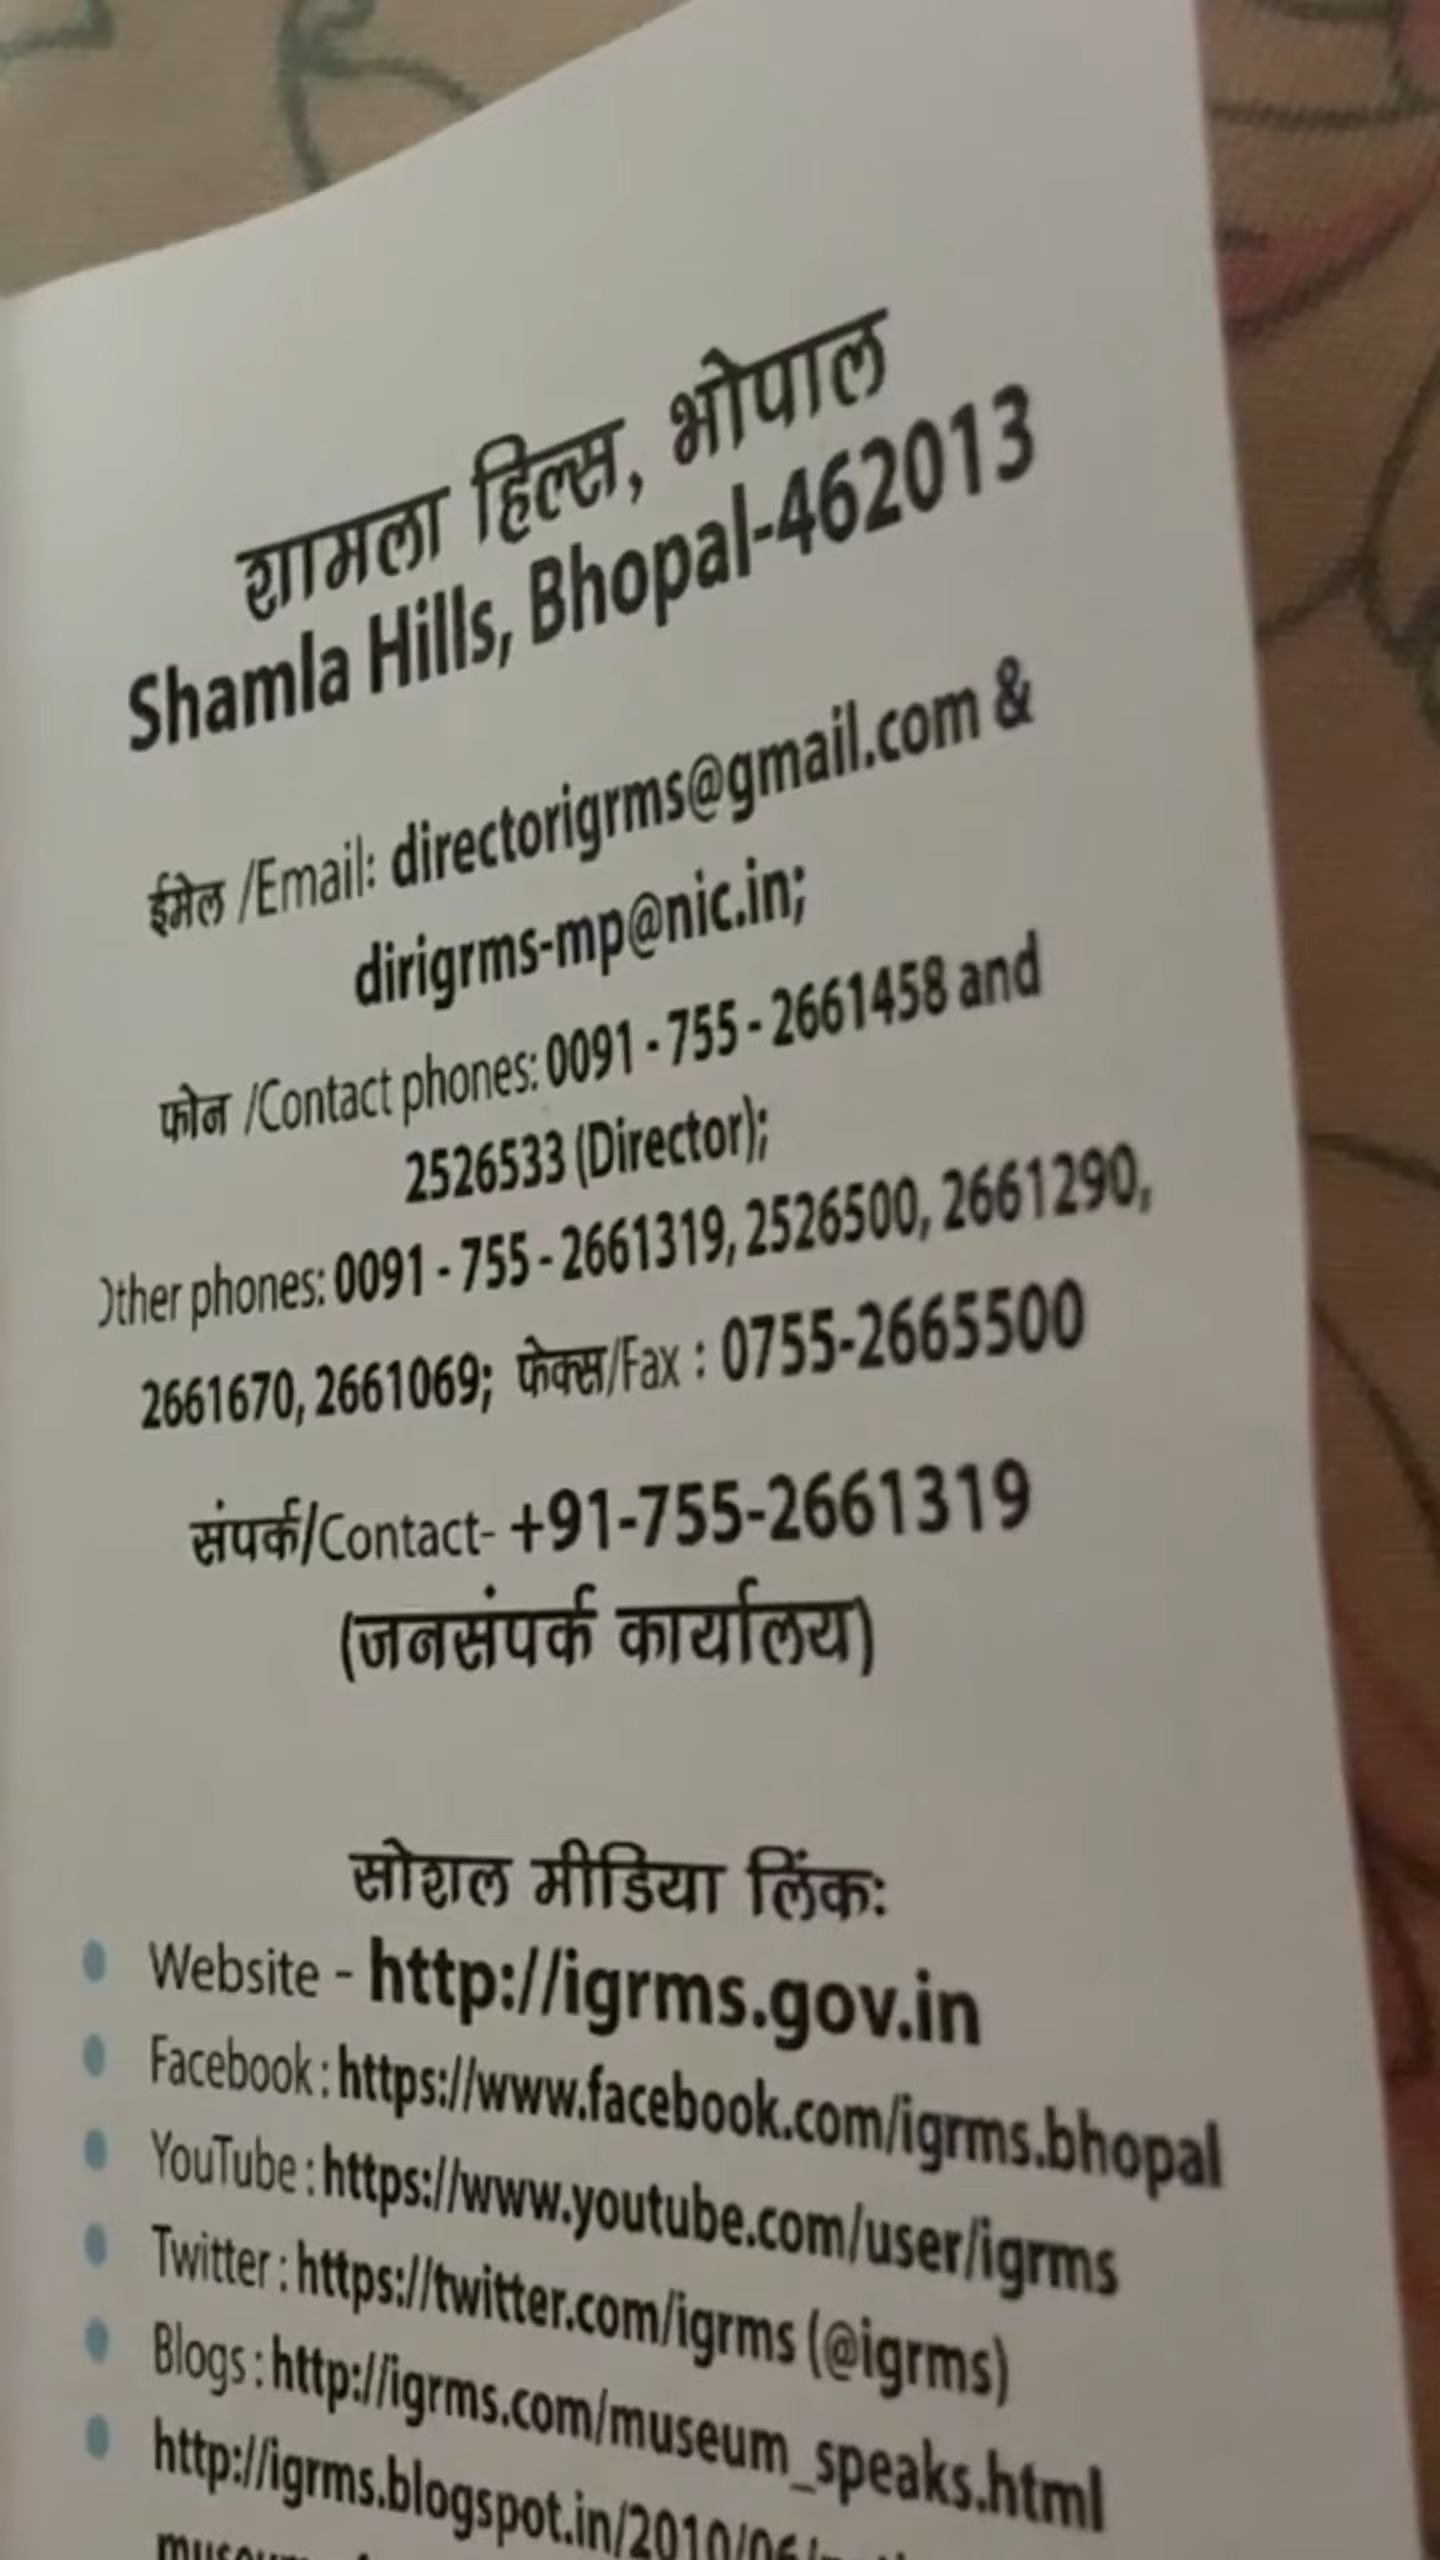 शामला हिल्स, भोपाल
Shamla Hills, Bhopal-462013
ईमेल /Email: directorigrms@gmail.com &
dirigrms-mp@nic.in;
फोन /Contact phones: 0091 - 755 - 2661458 and
2526533 (Director);
Other phones: 0091 - 755 - 2661319, 2526500, 2661290,
2661670, 2661069; फेक्स/Fax : 0755-2665500
संपर्क/Contact- +91-755-2661319
(जनसंपर्क कार्यालय)
सोशल मीडिया लिंक:
Website - http://igrms.gov.in
Facebook : https://www.facebook.com/igrms.bhopal
YouTube : https://www.youtube.com/user/igrms
Twitter : https://twitter.com/igrms (@igrms)
Blogs : http://igrms.com/museum_speaks.html
http://igrms.blogspot.in/2010/06/